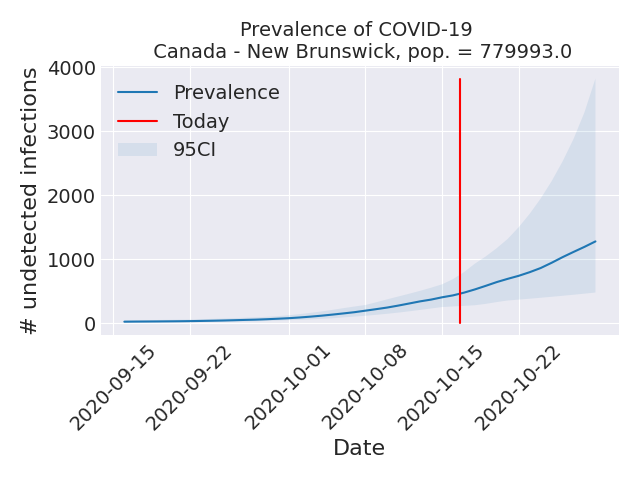 Prevalence of COVID-19
Canada - New Brunswick, pop. = 779993.0
# undetected infections
4000
3000
2000
1000
0
Prevalence
Today
95CI
2020-09-15
2020-09-22
2020-10-01
2020-10-08
2020-10-15
2020-10-22
Date